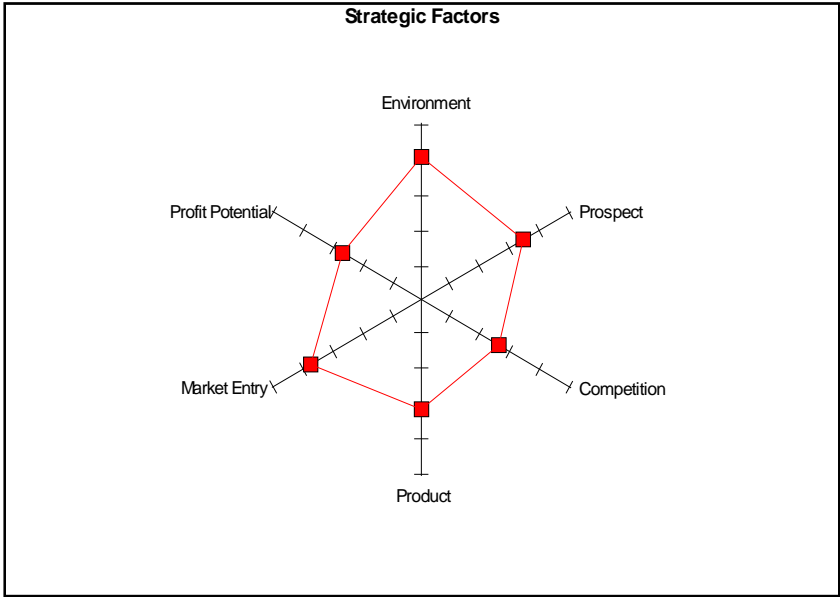 Strategic Factors
Environment
Profit Potential
Prospect
Market Entry
Competition
Product